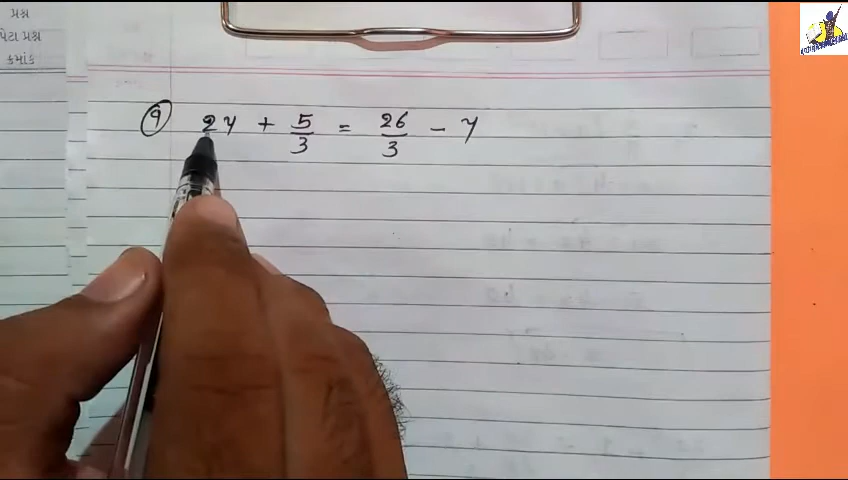 પ્રશ્ન
પેટા પ્રશ્ન
ક્રમાંક
9 2y + 5/3 = 26/3 - y